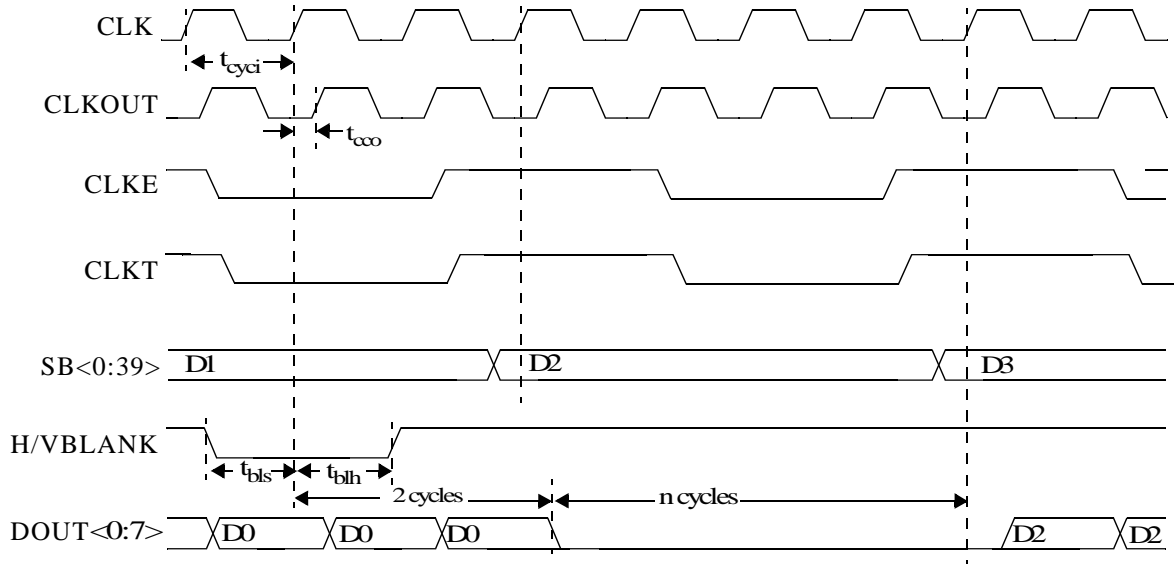 CLK
t_cyci
CLKOUT
t_cco
CLKE
CLKT
SB<0:39> D1 D2 D3
H/VBLANK
t_bls t_blh
2 cycles n cycles
DOUT<0:7> D0 D0 D0 D2 D2